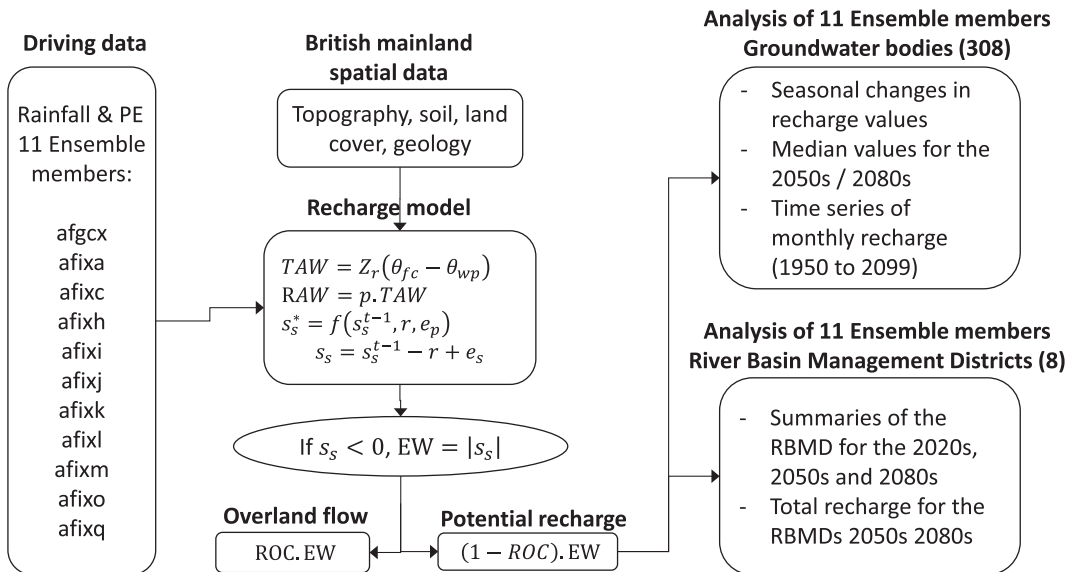 Driving data
Rainfall & PE
11 Ensemble
members:
afgcx
afixa
afixc
afixh
afixi
afixj
afixk
afixl
afixm
afixo
afixq
British mainland
spatial data
Topography, soil, land
cover, geology
Recharge model
TAW = Z_r(θ_fc − θ_wp)
RAW = p.TAW
s_s^* = f(s_s^{t−1}, r, e_p)
s_s = s_s^{t−1} − r + e_s
If s_s < 0, EW = |s_s|
Overland flow
ROC.EW
Potential recharge
(1 − ROC).EW
Analysis of 11 Ensemble members
Groundwater bodies (308)
- Seasonal changes in
recharge values
- Median values for the
2050s / 2080s
- Time series of
monthly recharge
(1950 to 2099)
Analysis of 11 Ensemble members
River Basin Management Districts (8)
- Summaries of the
RBMD for the 2020s,
2050s and 2080s
- Total recharge for the
RBMDs 2050s 2080s